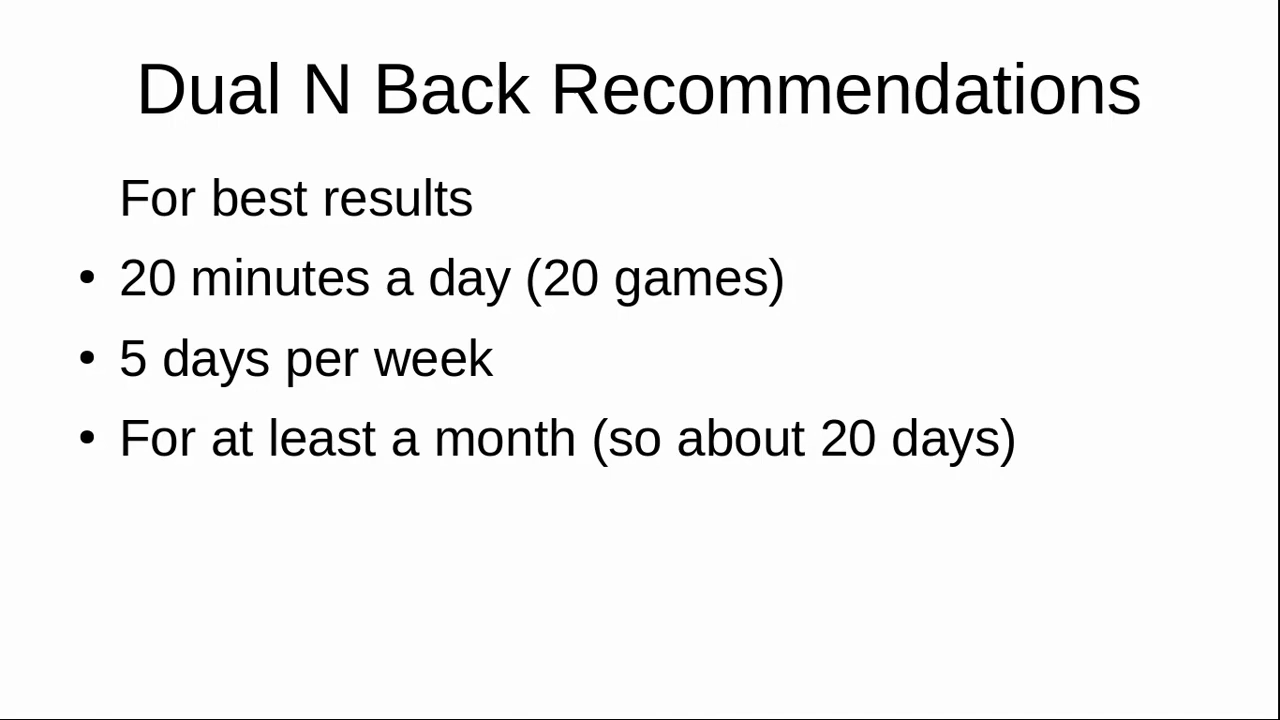 Dual N Back Recommendations
For best results
• 20 minutes a day (20 games)
• 5 days per week
• For at least a month (so about 20 days)